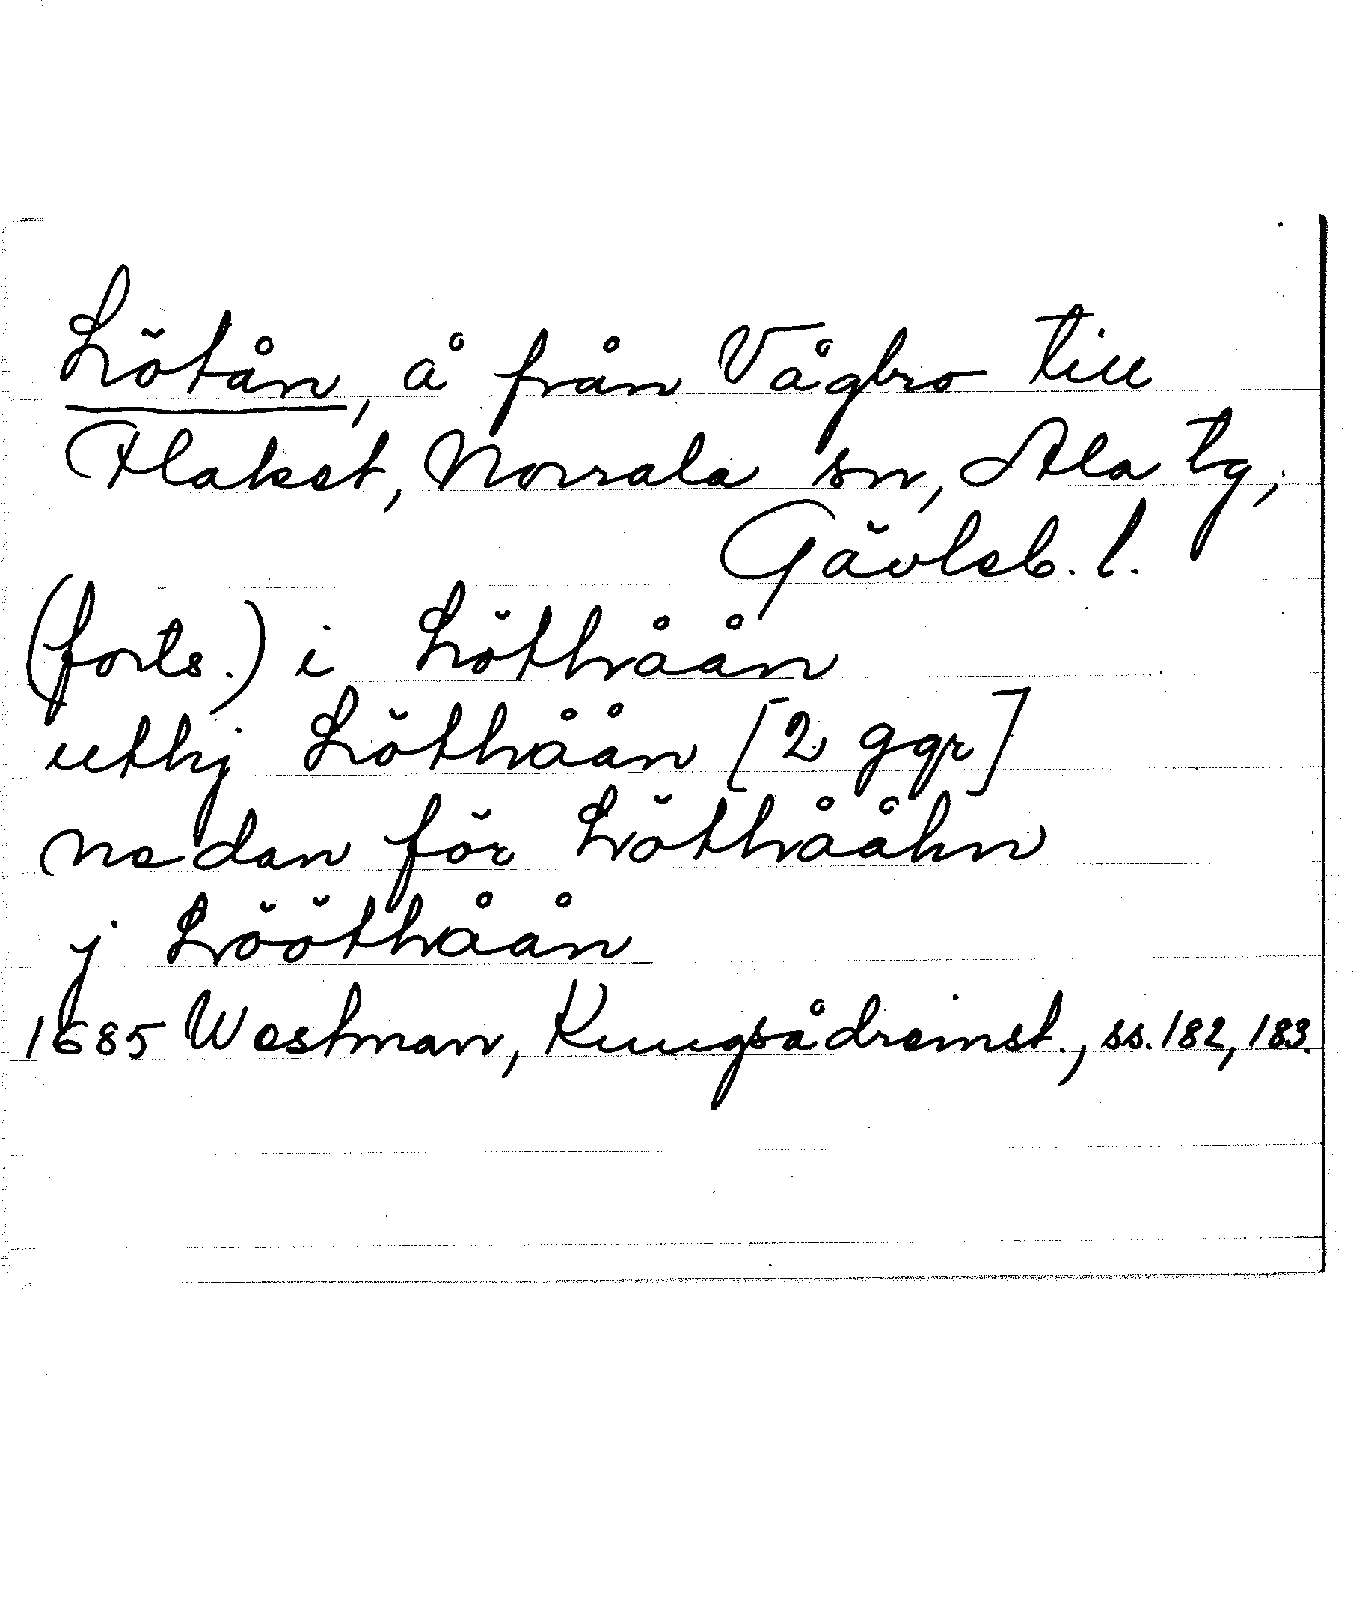 Lötån, å från Vågbro till
Flaket, Norrala sn, Ala tg,
Gävleb. l.
(forts.) i Löthåån
uthj Löthåån [2 ggr]
nedan för Löthååhn
j Lööthåån
1685 Westman, Kungsådreinst., ss. 182, 183.